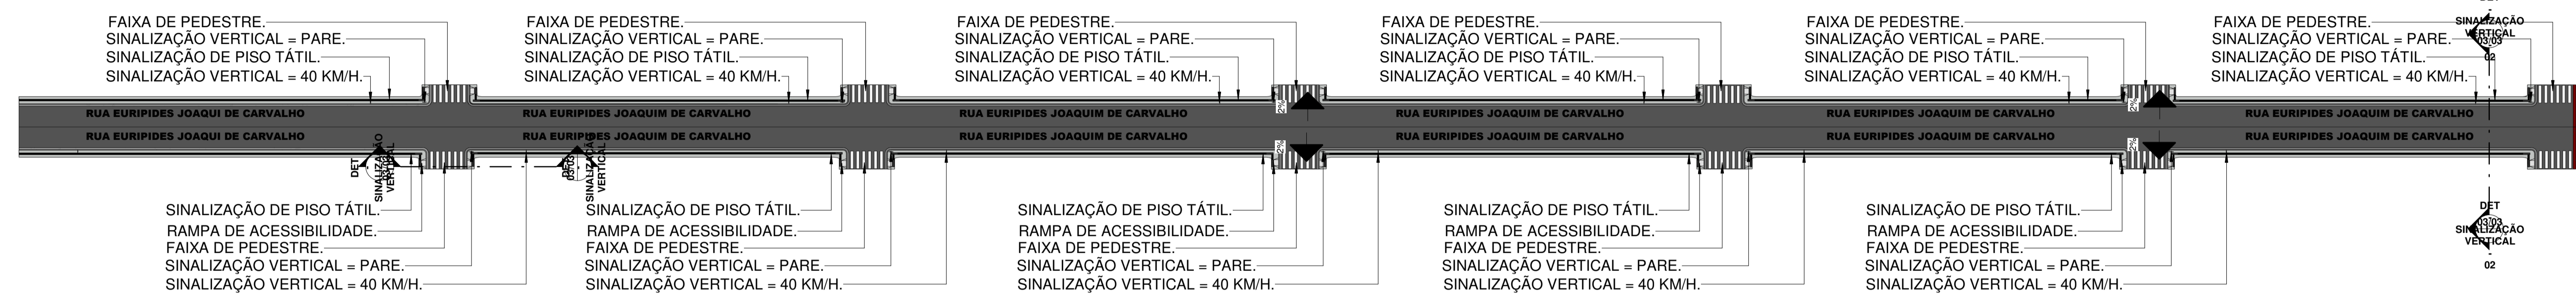 FAIXA DE PEDESTRE.
SINALIZAÇÃO VERTICAL = PARE.
SINALIZAÇÃO DE PISO TÁTIL.
SINALIZAÇÃO VERTICAL = 40 KM/H.
FAIXA DE PEDESTRE.
SINALIZAÇÃO VERTICAL = PARE.
SINALIZAÇÃO DE PISO TÁTIL.
SINALIZAÇÃO VERTICAL = 40 KM/H.
FAIXA DE PEDESTRE.
SINALIZAÇÃO VERTICAL = PARE.
SINALIZAÇÃO DE PISO TÁTIL.
SINALIZAÇÃO VERTICAL = 40 KM/H.
FAIXA DE PEDESTRE.
SINALIZAÇÃO VERTICAL = PARE.
SINALIZAÇÃO DE PISO TÁTIL.
SINALIZAÇÃO VERTICAL = 40 KM/H.
FAIXA DE PEDESTRE.
SINALIZAÇÃO VERTICAL = PARE.
SINALIZAÇÃO DE PISO TÁTIL.
SINALIZAÇÃO VERTICAL = 40 KM/H.
FAIXA DE PEDESTRE.
SINALIZAÇÃO VERTICAL = PARE.
SINALIZAÇÃO DE PISO TÁTIL.
SINALIZAÇÃO VERTICAL = 40 KM/H.
SINALIZAÇÃO
VERTICAL
03/03
02
RUA EURIPIDES JOAQUI DE CARVALHO
RUA EURIPIDES JOAQUIM DE CARVALHO
RUA EURIPIDES JOAQUIM DE CARVALHO
RUA EURIPIDES JOAQUIM DE CARVALHO
RUA EURIPIDES JOAQUIM DE CARVALHO
RUA EURIPIDES JOAQUIM DE CARVALHO
2%
2%
RUA EURIPIDES JOAQUI DE CARVALHO
RUA EURIPIDES JOAQUIM DE CARVALHO
RUA EURIPIDES JOAQUIM DE CARVALHO
RUA EURIPIDES JOAQUIM DE CARVALHO
RUA EURIPIDES JOAQUIM DE CARVALHO
RUA EURIPIDES JOAQUIM DE CARVALHO
2%
2%
DET
03/03
SINALIZAÇÃO
VERTICAL
DET
03/03
SINALIZAÇÃO
VERTICAL
SINALIZAÇÃO DE PISO TÁTIL.
RAMPA DE ACESSIBILIDADE.
FAIXA DE PEDESTRE.
SINALIZAÇÃO VERTICAL = PARE.
SINALIZAÇÃO VERTICAL = 40 KM/H.
SINALIZAÇÃO DE PISO TÁTIL.
RAMPA DE ACESSIBILIDADE.
FAIXA DE PEDESTRE.
SINALIZAÇÃO VERTICAL = PARE.
SINALIZAÇÃO VERTICAL = 40 KM/H.
SINALIZAÇÃO DE PISO TÁTIL.
RAMPA DE ACESSIBILIDADE.
FAIXA DE PEDESTRE.
SINALIZAÇÃO VERTICAL = PARE.
SINALIZAÇÃO VERTICAL = 40 KM/H.
SINALIZAÇÃO DE PISO TÁTIL.
RAMPA DE ACESSIBILIDADE.
FAIXA DE PEDESTRE.
SINALIZAÇÃO VERTICAL = PARE.
SINALIZAÇÃO VERTICAL = 40 KM/H.
SINALIZAÇÃO DE PISO TÁTIL.
RAMPA DE ACESSIBILIDADE.
FAIXA DE PEDESTRE.
SINALIZAÇÃO VERTICAL = PARE.
SINALIZAÇÃO VERTICAL = 40 KM/H.
DET
03/03
SINALIZAÇÃO
VERTICAL
02